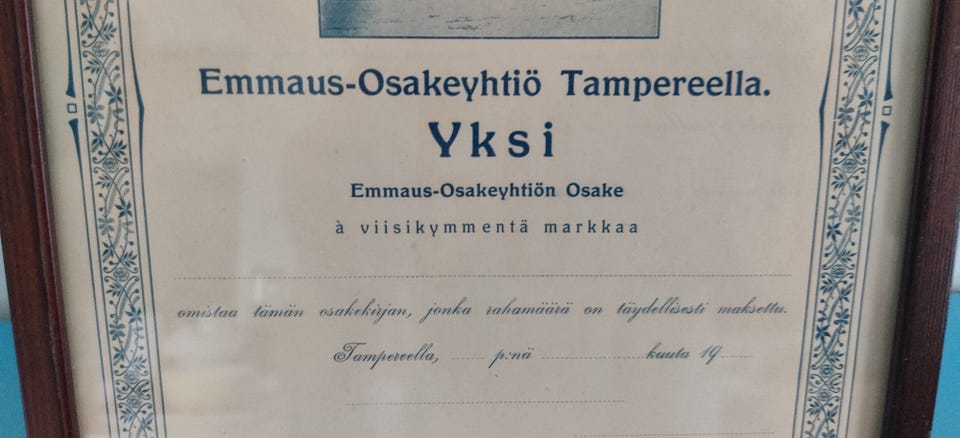 Emmaus-Osakeyhtiö Tampereella.
Yksi
Emmaus-Osakeyhtiön Osake
à viisikymmentä markkaa
omistaa tämän osakekirjan, jonka rahamäärä on täydellisesti maksettu.
Tampereella, ........ p:nä ........................ kuuta 19........